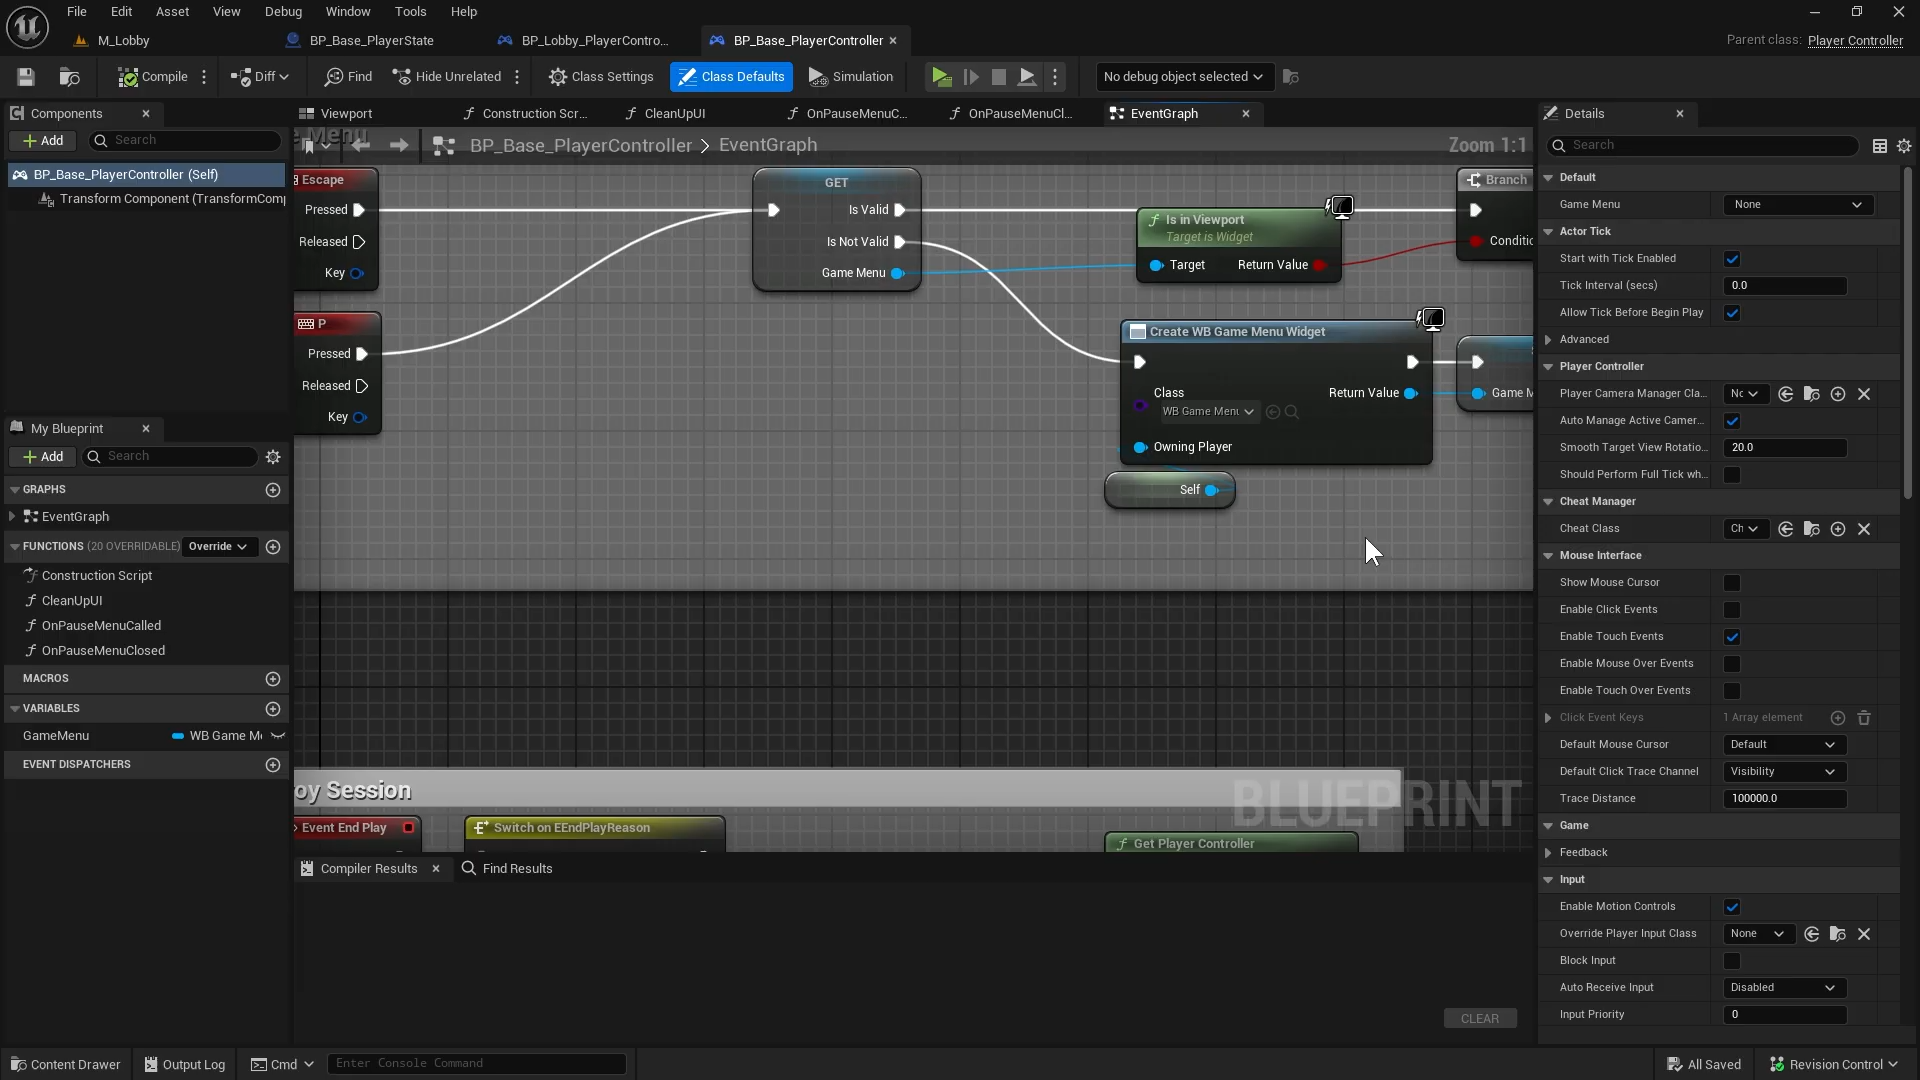 File Edit Asset View Debug Window Tools Help
M_Lobby BP_Base_PlayerState BP_Lobby_PlayerContro... BP_Base_PlayerController
Parent class: Player Controller
Compile Diff Find Hide Unrelated Class Settings Class Defaults Simulation No debug object selected
Components
Add Search
BP_Base_PlayerController (Self)
Transform Component (TransformComp
My Blueprint
Add Search
GRAPHS
EventGraph
FUNCTIONS (20 OVERRIDABLE) Override
Construction Script
CleanUpUI
OnPauseMenuCalled
OnPauseMenuClosed
MACROS
VARIABLES
GameMenu WB Game M
EVENT DISPATCHERS
Viewport Construction Scr... CleanUpUI OnPauseMenuC... OnPauseMenuCl... EventGraph
e Menu
BP_Base_PlayerController > EventGraph
Zoom 1:1
Escape
Pressed
Released
Key
P
Pressed
Released
Key
GET
Is Valid
Is Not Valid
Game Menu
Is in Viewport
Target is Widget
Target Return Value
Branch
Conditio
Create WB Game Menu Widget
Class
WB Game Menu
Return Value
Owning Player
Self
Game M
oy Session
BLUEPRINT
Event End Play
Switch on EEndPlayReason
Get Player Controller
Compiler Results Find Results
CLEAR
Details
Search
Default
Game Menu None
Actor Tick
Start with Tick Enabled
Tick Interval (secs) 0.0
Allow Tick Before Begin Play
Advanced
Player Controller
Player Camera Manager Cla... Nc
Auto Manage Active Camer...
Smooth Target View Rotatio... 20.0
Should Perform Full Tick wh...
Cheat Manager
Cheat Class Ch
Mouse Interface
Show Mouse Cursor
Enable Click Events
Enable Touch Events
Enable Mouse Over Events
Enable Touch Over Events
Click Event Keys 1 Array element
Default Mouse Cursor Default
Default Click Trace Channel Visibility
Trace Distance 100000.0
Game
Feedback
Input
Enable Motion Controls
Override Player Input Class None
Block Input
Auto Receive Input Disabled
Input Priority 0
Content Drawer Output Log Cmd Enter Console Command All Saved Revision Control